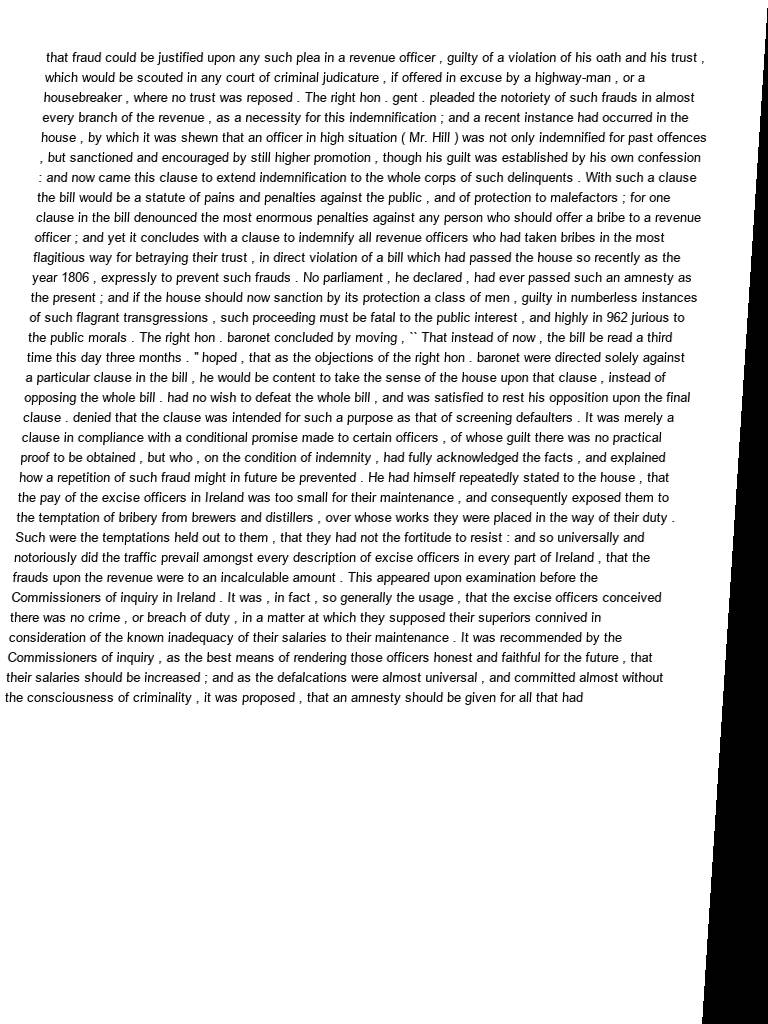 that fraud could be justified upon any such plea in a revenue officer , guilty of a violation of his oath and his trust ,
which would be scouted in any court of criminal judicature , if offered in excuse by a highway-man , or a
housebreaker , where no trust was reposed . The right hon . gent . pleaded the notoriety of such frauds in almost
every branch of the revenue , as a necessity for this indemnification ; and a recent instance had occurred in the
house , by which it was shewn that an officer in high situation ( Mr. Hill ) was not only indemnified for past offences
, but sanctioned and encouraged by still higher promotion , though his guilt was established by his own confession
: and now came this clause to extend indemnification to the whole corps of such delinquents . With such a clause
the bill would be a statute of pains and penalties against the public , and of protection to malefactors ; for one
clause in the bill denounced the most enormous penalties against any person who should offer a bribe to a revenue
officer ; and yet it concludes with a clause to indemnify all revenue officers who had taken bribes in the most
flagitious way for betraying their trust , in direct violation of a bill which had passed the house so recently as the
year 1806 , expressly to prevent such frauds . No parliament , he declared , had ever passed such an amnesty as
the present ; and if the house should now sanction by its protection a class of men , guilty in numberless instances
of such flagrant transgressions , such proceeding must be fatal to the public interest , and highly in 962 jurious to
the public morals . The right hon . baronet concluded by moving , `` That instead of now , the bill be read a third
time this day three months . " hoped , that as the objections of the right hon . baronet were directed solely against
a particular clause in the bill , he would be content to take the sense of the house upon that clause , instead of
opposing the whole bill . had no wish to defeat the whole bill , and was satisfied to rest his opposition upon the final
clause . denied that the clause was intended for such a purpose as that of screening defaulters . It was merely a
clause in compliance with a conditional promise made to certain officers , of whose guilt there was no practical
proof to be obtained , but who , on the condition of indemnity , had fully acknowledged the facts , and explained
how a repetition of such fraud might in future be prevented . He had himself repeatedly stated to the house , that
the pay of the excise officers in Ireland was too small for their maintenance , and consequently exposed them to
the temptation of bribery from brewers and distillers , over whose works they were placed in the way of their duty .
Such were the temptations held out to them , that they had not the fortitude to resist : and so universally and
notoriously did the traffic prevail amongst every description of excise officers in every part of Ireland , that the
frauds upon the revenue were to an incalculable amount . This appeared upon examination before the
Commissioners of inquiry in Ireland . It was , in fact , so generally the usage , that the excise officers conceived
there was no crime , or breach of duty , in a matter at which they supposed their superiors connived in
consideration of the known inadequacy of their salaries to their maintenance . It was recommended by the
Commissioners of inquiry , as the best means of rendering those officers honest and faithful for the future , that
their salaries should be increased ; and as the defalcations were almost universal , and committed almost without
the consciousness of criminality , it was proposed , that an amnesty should be given for all that had